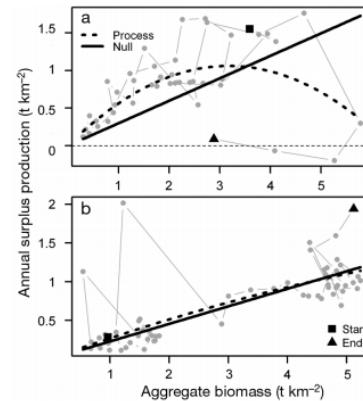 a
Process
Null
1.5
1
0.5
0
1 2 3 4 5
Annual surplus production (t km⁻²)
b
2
1.5
1
0.5
Star
End
1 2 3 4 5
Aggregate biomass (t km⁻²)